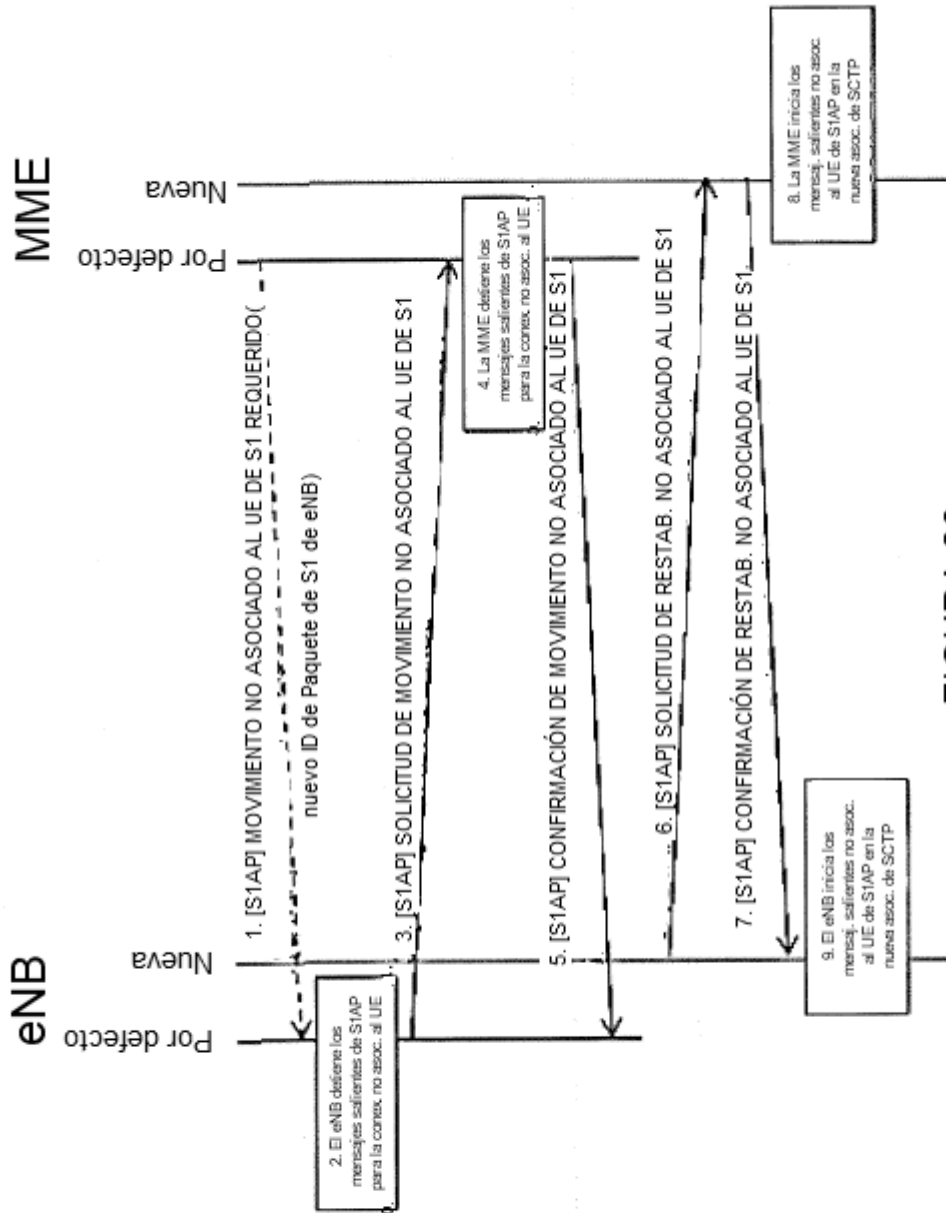 eNB
MME
Por defecto
Nueva
Por defecto
Nueva
1. [S1AP] MOVIMIENTO NO ASOCIADO AL UE DE S1 REQUERIDO(
nuevo ID de Paquete de S1 de eNB)
2. El eNB detiene los
mensajes salientes de S1AP
para la conex. no asoc. al UE
3. [S1AP] SOLICITUD DE MOVIMIENTO NO ASOCIADO AL UE DE S1
4. La MME detiene los
mensajes salientes de S1AP
para la conex. no asoc. al UE
5. [S1AP] CONFIRMACIÓN DE MOVIMIENTO NO ASOCIADO AL UE DE S1
6. [S1AP] SOLICITUD DE RESTAB. NO ASOCIADO AL UE DE S1
7. [S1AP] CONFIRMACIÓN DE RESTAB. NO ASOCIADO AL UE DE S1
8. La MME inicia los
mensaj. salientes no asoc.
al UE de S1AP en la
nueva asoc. de SCTP
9. El eNB inicia los
mensaj. salientes no asoc.
al UE de S1AP en la
nueva asoc. de SCTP